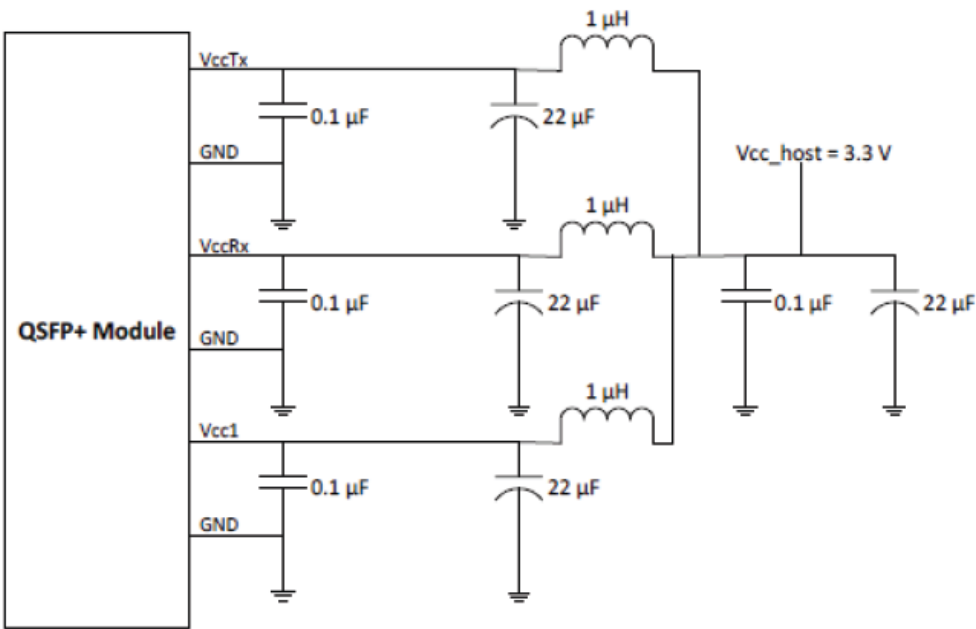 1 µH
VccTx
0.1 µF
22 µF
GND
Vcc_host = 3.3 V
1 µH
VccRx
0.1 µF
22 µF
0.1 µF
22 µF
QSFP+ Module
GND
1 µH
Vcc1
0.1 µF
22 µF
GND